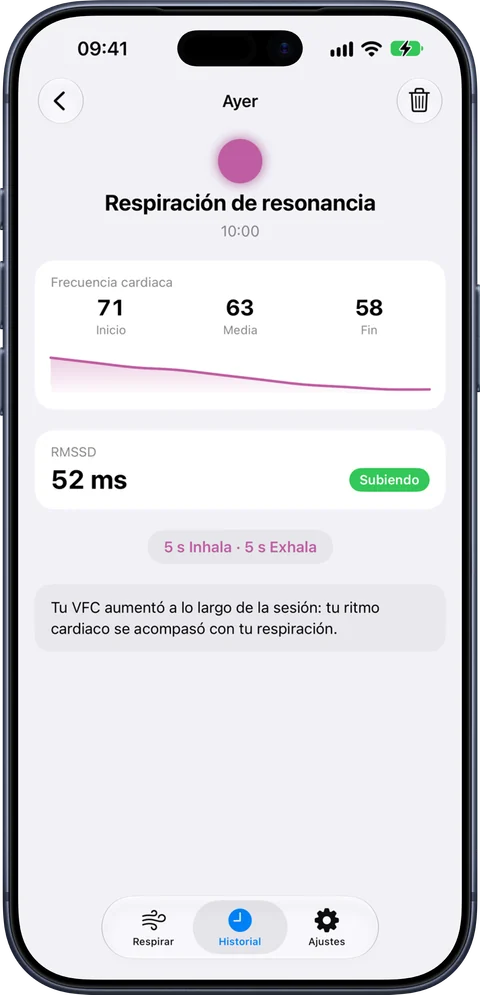 09:41
Ayer
Respiración de resonancia
10:00
Frecuencia cardiaca
71 63 58
Inicio Media Fin
RMSSD
52 ms
Subiendo
5 s Inhala · 5 s Exhala
Tu VFC aumentó a lo largo de la sesión: tu ritmo
cardiaco se acompasó con tu respiración.
Respirar Historial Ajustes